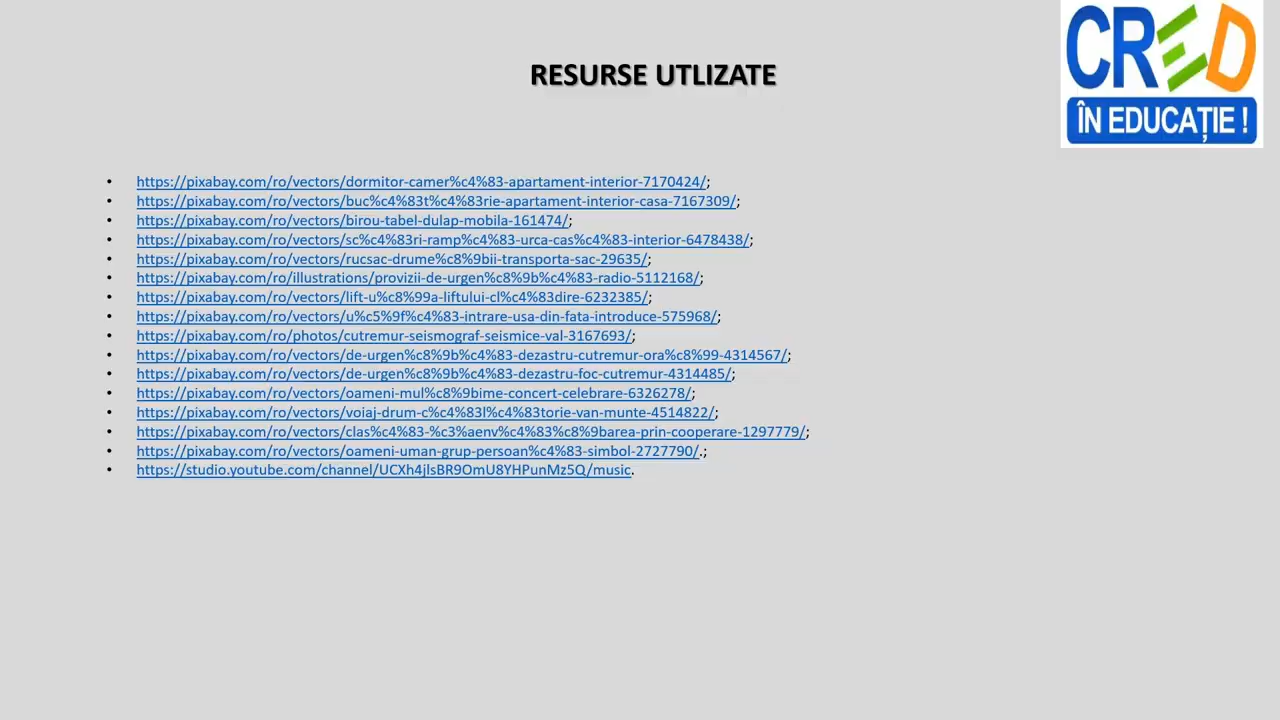 CRED
ÎN EDUCAȚIE !
RESURSE UTLIZATE
• https://pixabay.com/ro/vectors/dormitor-camer%c4%83-apartament-interior-7170424/;
• https://pixabay.com/ro/vectors/buc%c4%83t%c4%83rie-apartament-interior-casa-7167309/;
• https://pixabay.com/ro/vectors/birou-tabel-dulap-mobila-161474/;
• https://pixabay.com/ro/vectors/sc%c4%83ri-ramp%c4%83-urca-cas%c4%83-interior-6478438/;
• https://pixabay.com/ro/vectors/rucsac-drume%c8%9bii-transporta-sac-29635/;
• https://pixabay.com/ro/illustrations/provizii-de-urgen%c8%9b%c4%83-radio-5112168/;
• https://pixabay.com/ro/vectors/lift-u%c8%99a-liftului-cl%c4%83dire-6232385/;
• https://pixabay.com/ro/vectors/u%c5%9f%c4%83-intrare-usa-din-fata-introduce-575968/;
• https://pixabay.com/ro/photos/cutremur-seismograf-seismice-val-3167693/;
• https://pixabay.com/ro/vectors/de-urgen%c8%9b%c4%83-dezastru-cutremur-ora%c8%99-4314567/;
• https://pixabay.com/ro/vectors/de-urgen%c8%9b%c4%83-dezastru-foc-cutremur-4314485/;
• https://pixabay.com/ro/vectors/oameni-mul%c8%9bime-concert-celebrare-6326278/;
• https://pixabay.com/ro/vectors/voiaj-drum-c%c4%83l%c4%83torie-van-munte-4514822/;
• https://pixabay.com/ro/vectors/clas%c4%83-%c3%aenv%c4%83%c8%9barea-prin-cooperare-1297779/;
• https://pixabay.com/ro/vectors/oameni-uman-grup-persoan%c4%83-simbol-2727790/.;
• https://studio.youtube.com/channel/UCXh4jlsBR9OmU8YHPunMz5Q/music.